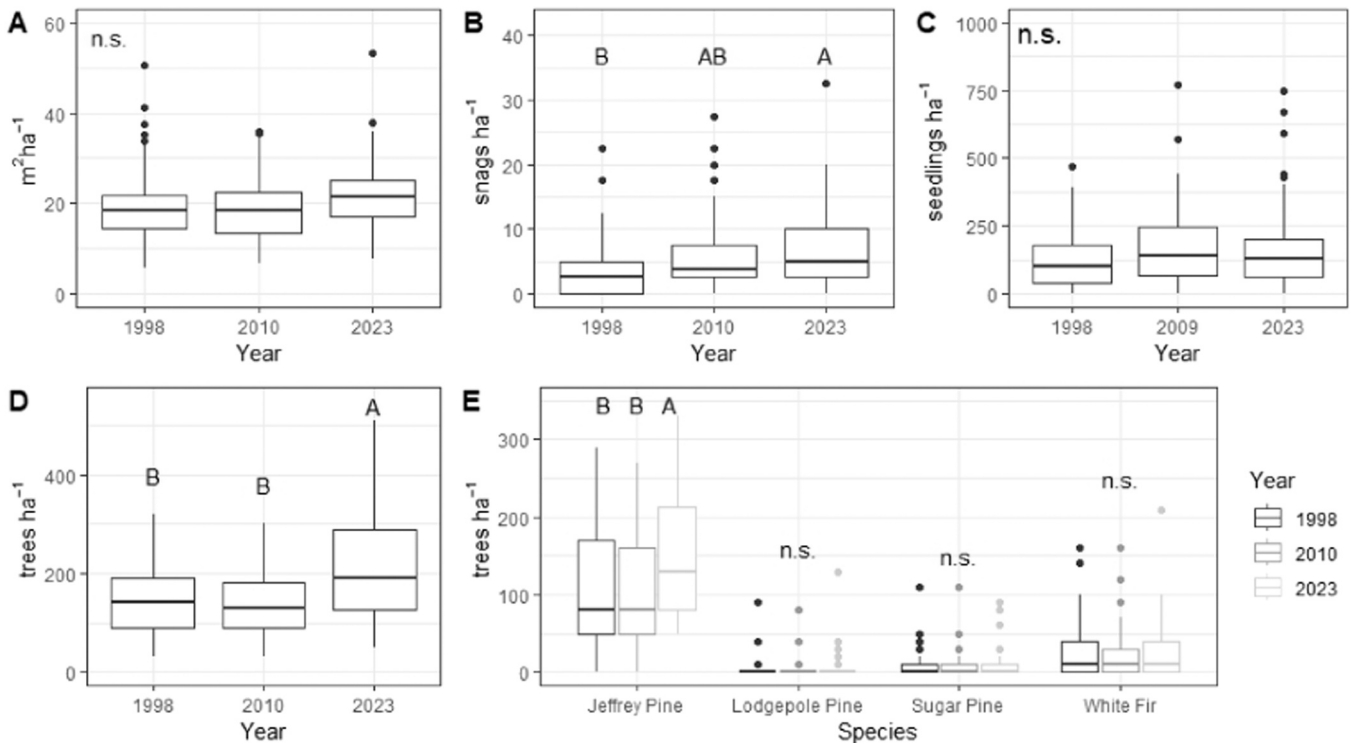 A
n.s.
60
40
20
0
m²ha⁻¹
1998 2010 2023
Year
B
B AB A
40
30
20
10
0
snags ha⁻¹
1998 2010 2023
Year
C
n.s.
1000
750
500
250
0
seedlings ha⁻¹
1998 2009 2023
Year
D
B B A
400
200
0
trees ha⁻¹
1998 2010 2023
Year
E
B B A
n.s. n.s. n.s.
300
200
100
0
trees ha⁻¹
Jeffrey Pine Lodgepole Pine Sugar Pine White Fir
Species
Year
1998
2010
2023